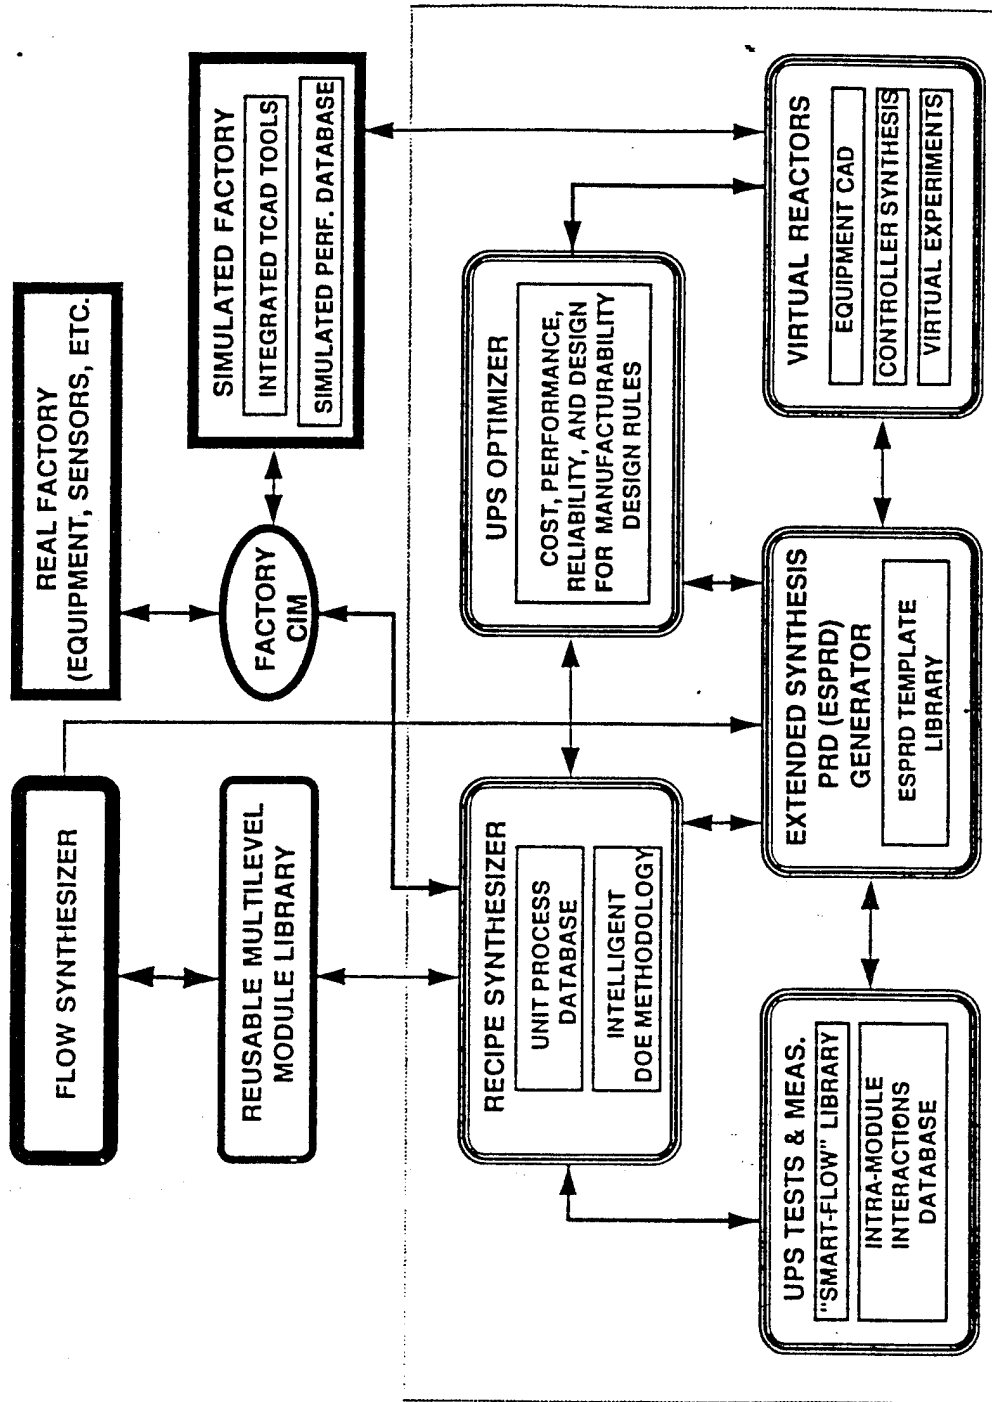 FLOW SYNTHESIZER
REAL FACTORY
(EQUIPMENT, SENSORS, ETC.
REUSABLE MULTILEVEL
MODULE LIBRARY
FACTORY
CIM
SIMULATED FACTORY
INTEGRATED TCAD TOOLS
SIMULATED PERF. DATABASE
RECIPE SYNTHESIZER
UNIT PROCESS
DATABASE
INTELLIGENT
DOE METHODOLOGY
UPS OPTIMIZER
COST, PERFORMANCE,
RELIABILITY, AND DESIGN
FOR MANUFACTURABILITY
DESIGN RULES
UPS TESTS & MEAS.
"SMART-FLOW" LIBRARY
INTRA-MODULE
INTERACTIONS
DATABASE
EXTENDED SYNTHESIS
PRD (ESPRD)
GENERATOR
ESPRD TEMPLATE
LIBRARY
VIRTUAL REACTORS
EQUIPMENT CAD
CONTROLLER SYNTHESIS
VIRTUAL EXPERIMENTS